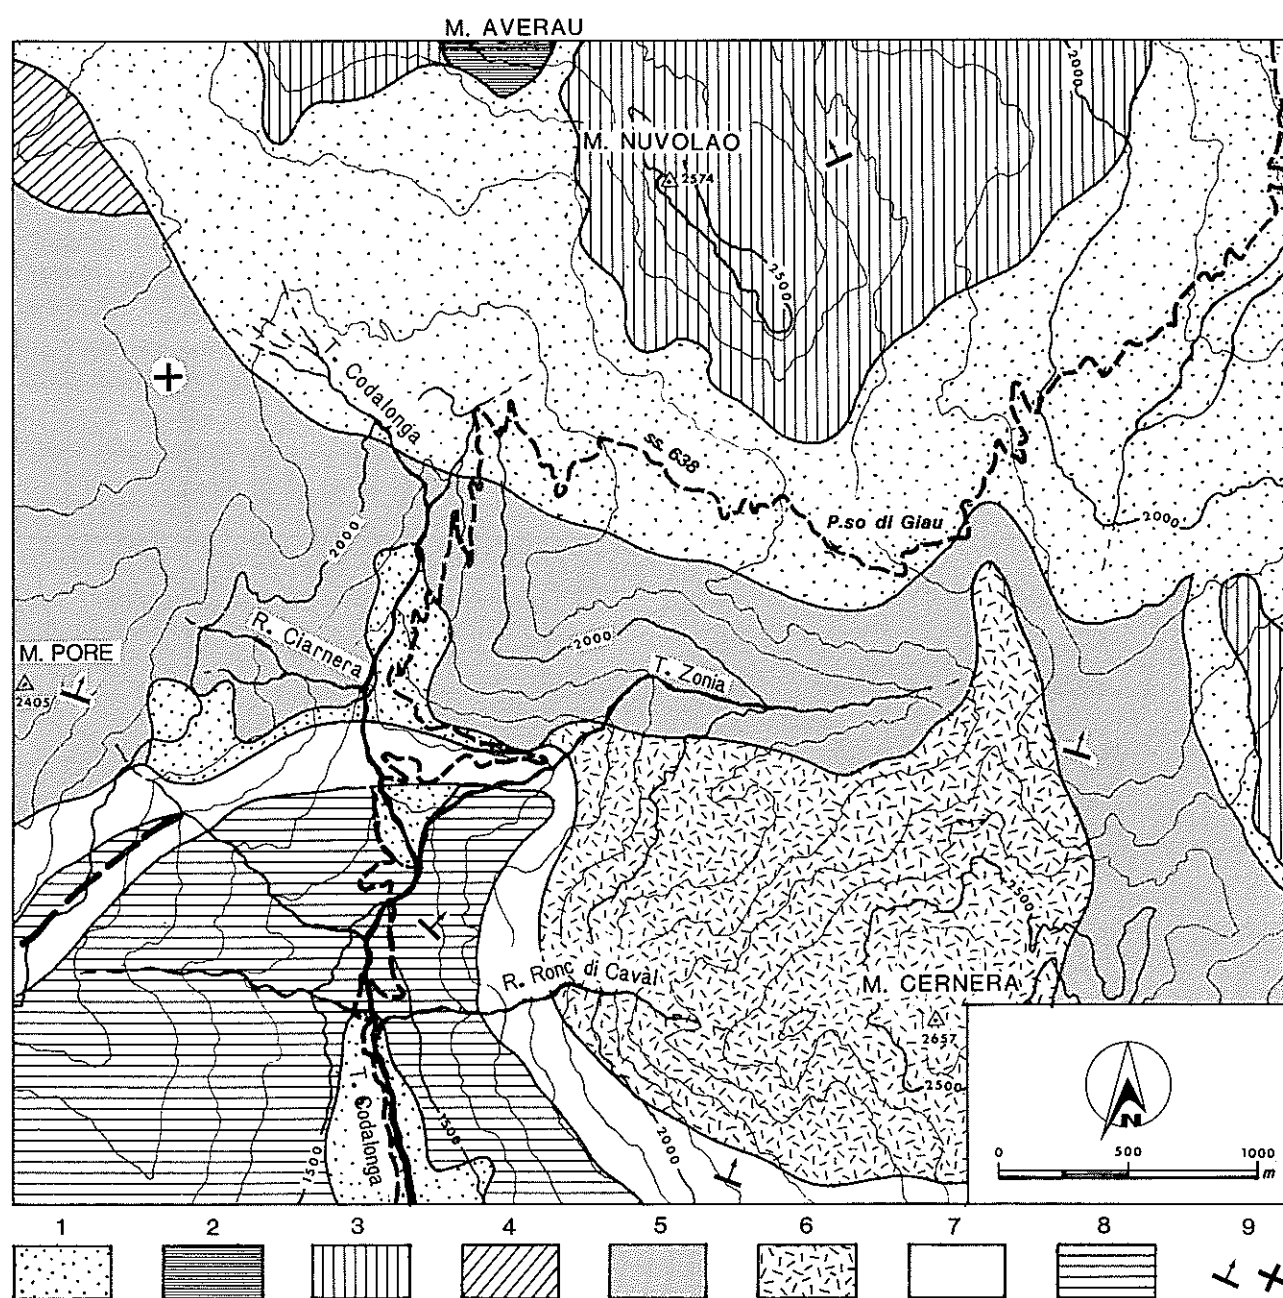 M. AVERAU
2000
M. NUVOLAO
2574
2500
T. Codalonga
ss. 638
P.so di Giau
2000
2000
R. Ciarnera
2000
M. PORE
2405
T. Zonia
2500
R. Ronc di Caväl
M. CERNERA
2657
2500
T. Codalonga
1500
1500
2000
N
0 500 1000
m
1 2 3 4 5 6 7 8 9